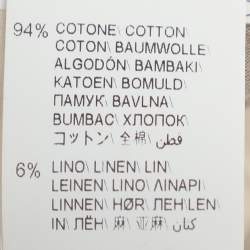 94% COTONE\ COTTON\
COTON\ BAUMWOLLE\
ALGODÓN\ BAMBAKI\
KATOEN\ BOMULD\
ПАМУК\ BAVLNA\
BUMBAC\ ХЛОПОК\
コットン\ 全棉\ قطن\
6% LINO\ LINEN\ LIN\
LEINEN\ LINO\ ΛΙΝΑΡΙ\
LINNEN\ HØR\ ЛЕН\LEN\
IN\ ЛЁН\ 麻\ 亚麻\ كتان\